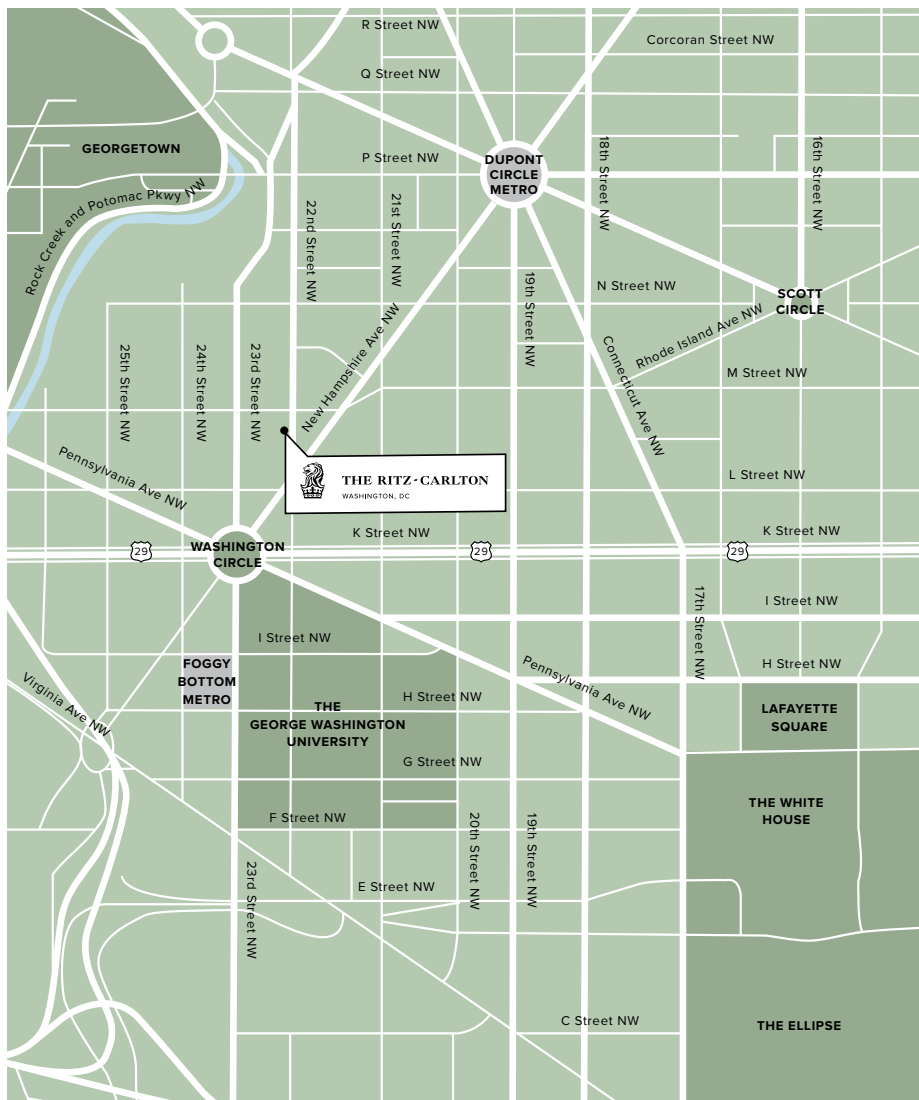 R Street NW
Corcoran Street NW
Q Street NW
GEORGETOWN
P Street NW
DUPONT
CIRCLE
METRO
18th Street NW
16th Street NW
Rock Creek and Potomac Pkwy NW
22nd Street NW
21st Street NW
19th Street NW
N Street NW
SCOTT
CIRCLE
Rhode Island Ave NW
New Hampshire Ave NW
25th Street NW
24th Street NW
23rd Street NW
Connecticut Ave NW
M Street NW
Pennsylvania Ave NW
THE RITZ-CARLTON
WASHINGTON, DC
L Street NW
K Street NW
K Street NW
WASHINGTON
CIRCLE
29
29
29
17th Street NW
I Street NW
I Street NW
FOGGY
BOTTOM
METRO
H Street NW
Pennsylvania Ave NW
Virginia Ave NW
H Street NW
THE
GEORGE WASHINGTON
UNIVERSITY
LAFAYETTE
SQUARE
G Street NW
THE WHITE
HOUSE
F Street NW
20th Street NW
19th Street NW
23rd Street NW
E Street NW
C Street NW
THE ELLIPSE